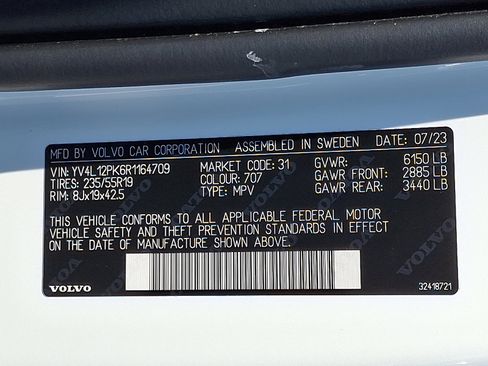 MFD BY VOLVO CAR CORPORATION ASSEMBLED IN SWEDEN DATE: 07/23
VIN: YV4L12PK6R1164709 MARKET CODE: 31 GVWR: 6150 LB
TIRES: 235/55R19 COLOUR: 707 GAWR FRONT: 2885 LB
RIM: 8Jx19x42.5 TYPE: MPV GAWR REAR: 3440 LB
THIS VEHICLE CONFORMS TO ALL APPLICABLE FEDERAL MOTOR
VEHICLE SAFETY AND THEFT PREVENTION STANDARDS IN EFFECT
ON THE DATE OF MANUFACTURE SHOWN ABOVE.
VOLVO 32418721